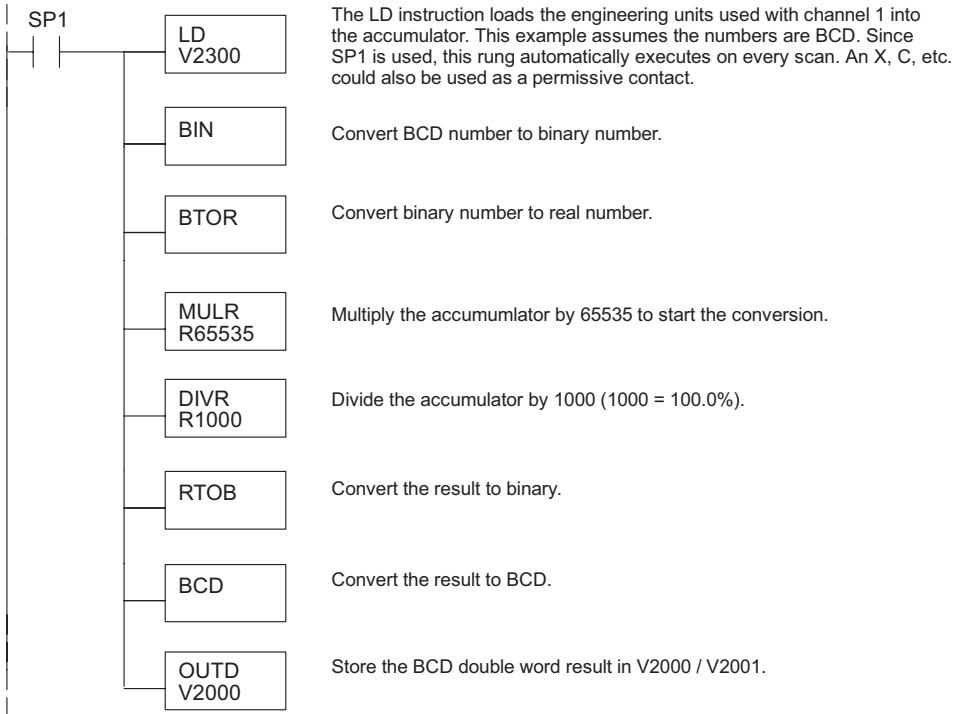 SP1
LD
V2300
The LD instruction loads the engineering units used with channel 1 into
the accumulator. This example assumes the numbers are BCD. Since
SP1 is used, this rung automatically executes on every scan. An X, C, etc.
could also be used as a permissive contact.
BIN
Convert BCD number to binary number.
BTOR
Convert binary number to real number.
MULR
R65535
Multiply the accumumlator by 65535 to start the conversion.
DIVR
R1000
Divide the accumulator by 1000 (1000 = 100.0%).
RTOB
Convert the result to binary.
BCD
Convert the result to BCD.
OUTD
V2000
Store the BCD double word result in V2000 / V2001.